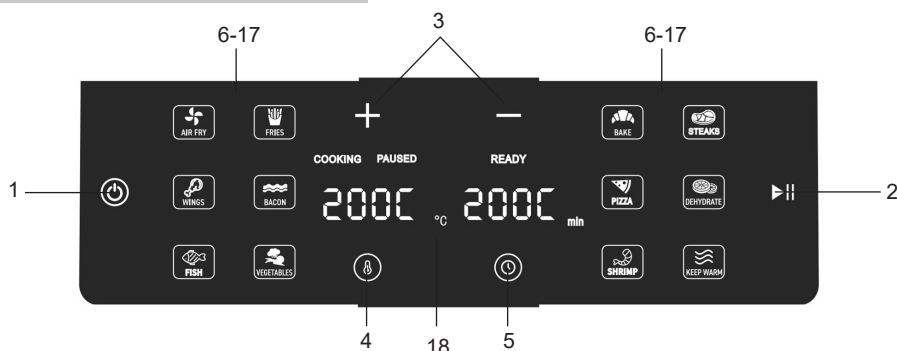 3
6-17
6-17
AIR FRY
FRIES
+
−
BAKE
STEAKS
COOKING PAUSED
READY
1
2
WINGS
BACON
200C
°C
200C
min
PIZZA
DEHYDRATE
FISH
VEGETABLES
SHRIMP
KEEP WARM
4
18
5